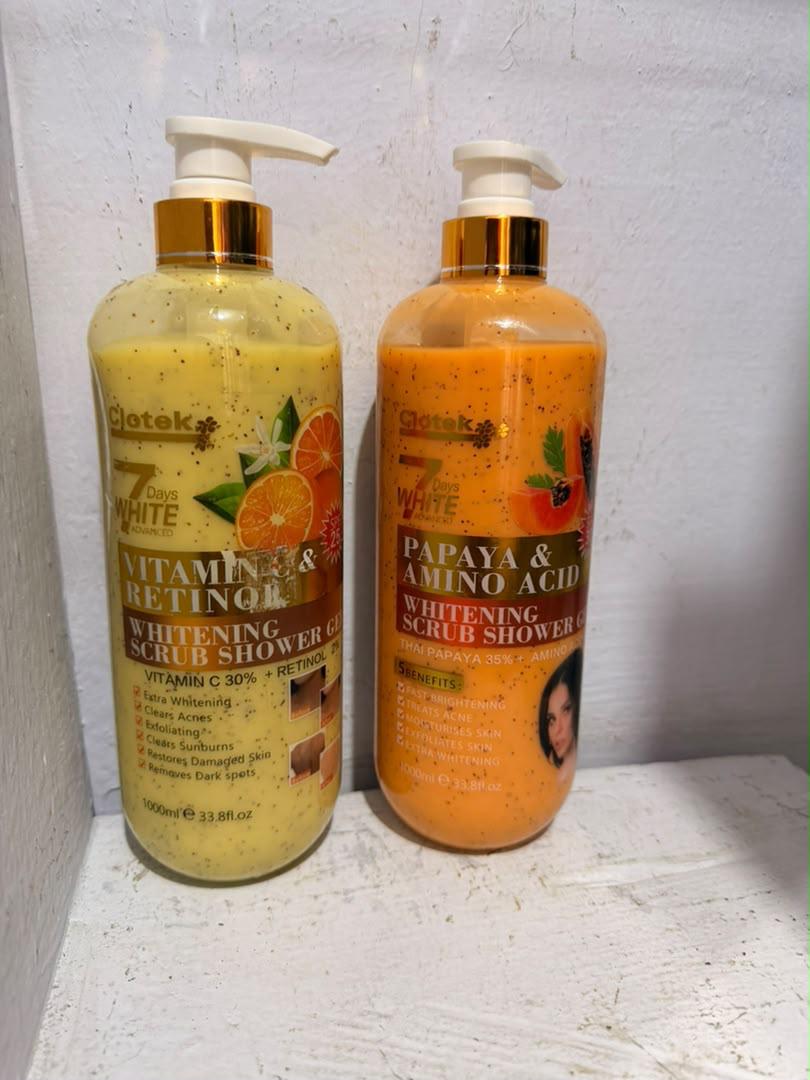 Clotek
7 Days
WHITE
ADVANCED
VITAMIN C &
RETINOL
WHITENING
SCRUB SHOWER GEL
VITAMIN C 30% + RETINOL 2%
Extra Whitening
Clears Acnes
Exfoliating
Clears Sunburns
Restores Damaged Skin
Removes Dark spots
1000ml ℮ 33.8fl.oz
Clotek
7 Days
WHITE
ADVANCED
PAPAYA &
AMINO ACID
WHITENING
SCRUB SHOWER G
THAI PAPAYA 35% + AMINO
5 BENEFITS:
FAST BRIGHTENING
TREATS ACNE
MOISTURISES SKIN
EXFOLIATES SKIN
EXTRA WHITENING
1000ml ℮ 33.8fl.oz